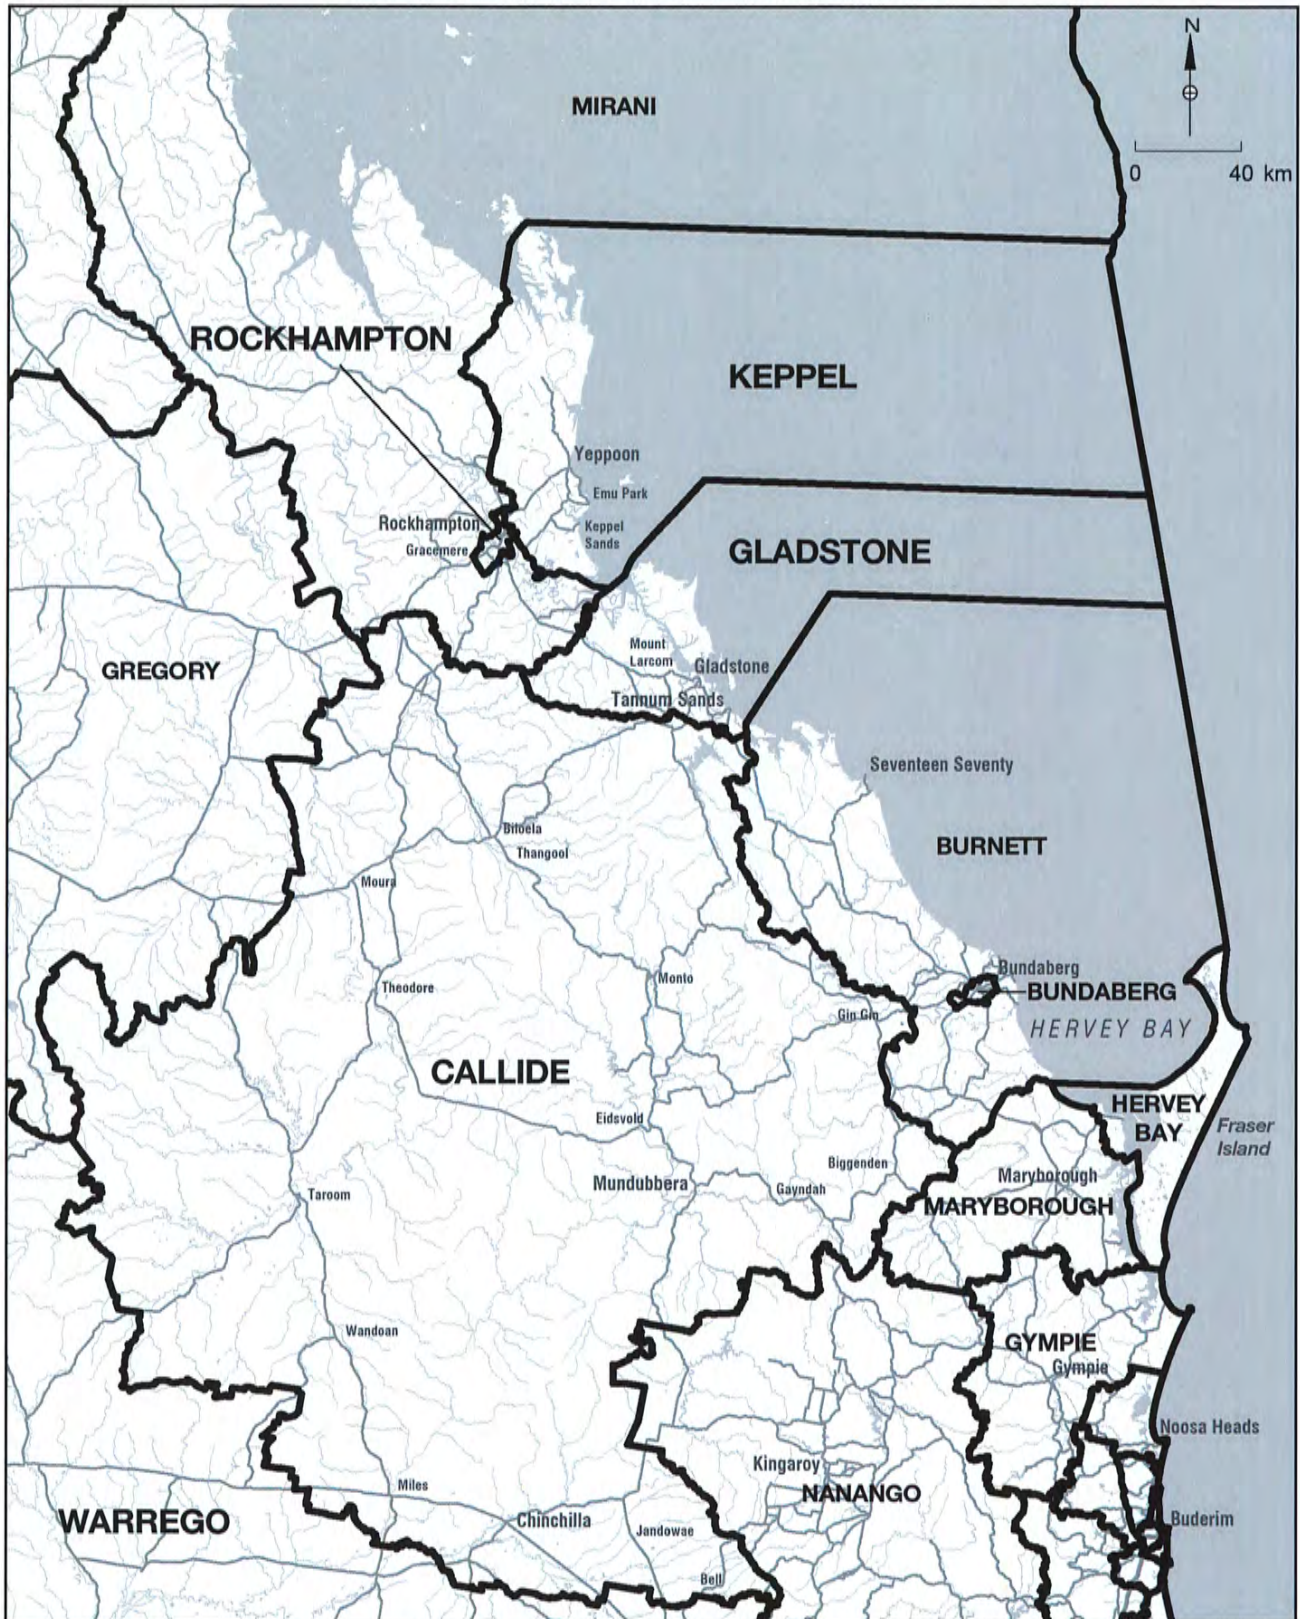 N
MIRANI
0 40 km
ROCKHAMPTON
KEPPEL
Yeppoon
Emu Park
Rockhampton
Keppel
Sands
Gracemere
GLADSTONE
Mount
Larcom
Gladstone
GREGORY
Tannum Sands
Seventeen Seventy
Biloela
BURNETT
Thangool
Moura
Bundaberg
Monto
Theodore
BUNDABERG
Gin Gin
HERVEY BAY
CALLIDE
HERVEY
BAY
Eidsvold
Fraser
Island
Biggenden
Maryborough
Mundubbera
Gayndah
Taroom
MARYBOROUGH
Wandoan
GYMPIE
Gympie
Noosa Heads
Kingaroy
Miles
NANANGO
WARREGO
Chinchilla
Buderim
Jandowae
Bell